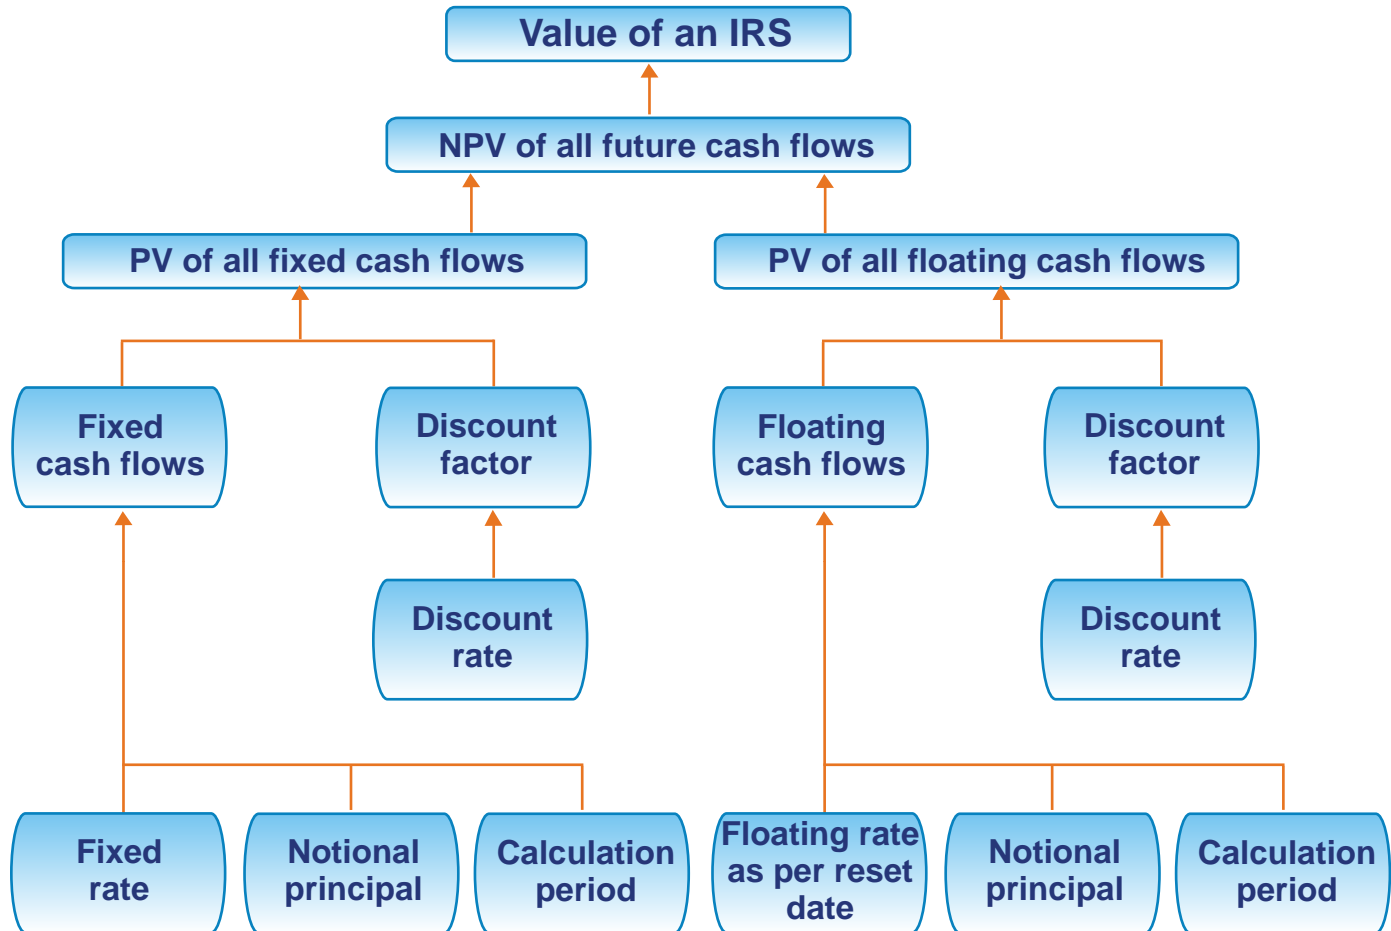 Value of an IRS
NPV of all future cash flows
PV of all fixed cash flows
PV of all floating cash flows
Fixed
cash flows
Discount
factor
Floating
cash flows
Discount
factor
Discount
rate
Discount
rate
Fixed
rate
Notional
principal
Calculation
period
Floating rate
as per reset
date
Notional
principal
Calculation
period